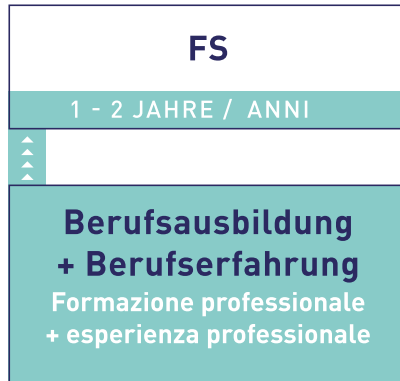 FS
1 - 2 JAHRE / ANNI
Berufsausbildung
+ Berufserfahrung
Formazione professionale
+ esperienza professionale